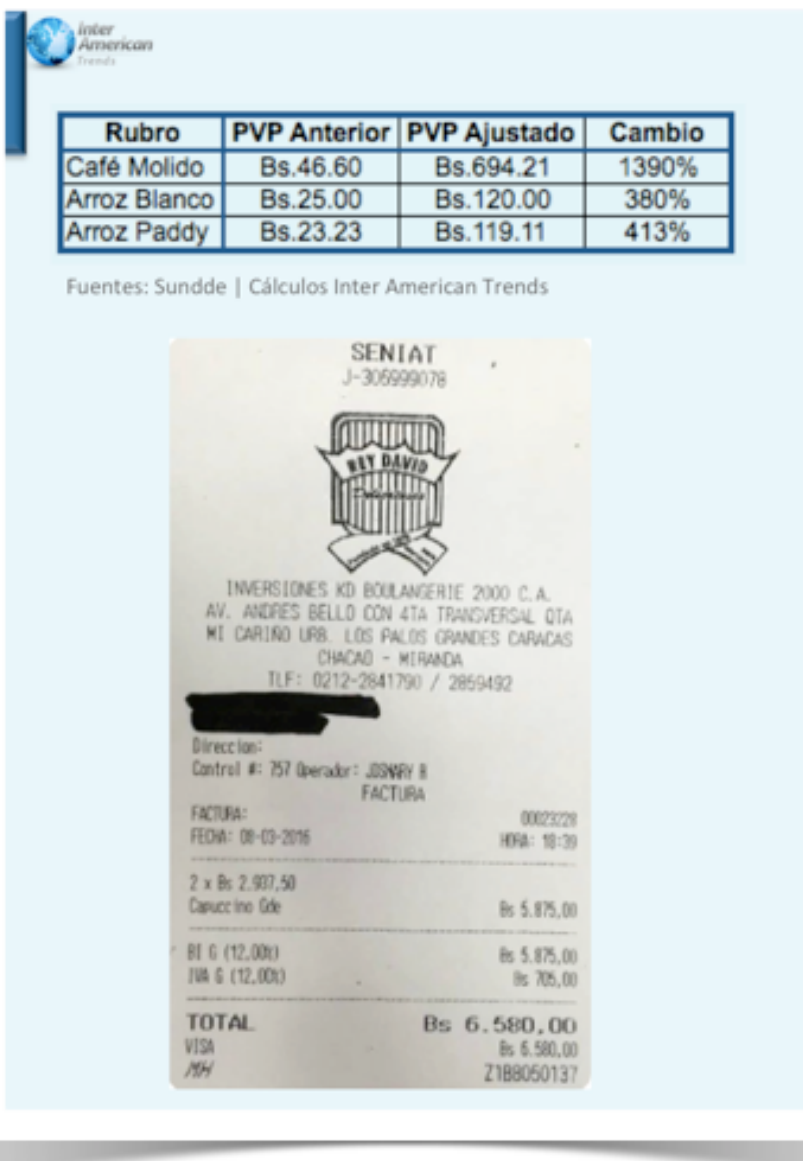 Inter
American
Trends
Rubro PVP Anterior PVP Ajustado Cambio
Café Molido Bs.46.60 Bs.694.21 1390%
Arroz Blanco Bs.25.00 Bs.120.00 380%
Arroz Paddy Bs.23.23 Bs.119.11 413%
Fuentes: Sundde | Cálculos Inter American Trends
SENIAT
J-306999078
REY DAVID
Delicatesses
INVERSIONES KD BOULANGERIE 2000 C.A.
AV. ANDRES BELLO CON 4TA TRANSVERSAL QTA
MI CARIÑO URB. LOS PALOS GRANDES CARACAS
CHACAO - MIRANDA
TLF: 0212-2841790 / 2859492
Direccion:
Control #: 757 Operador: JOSNARY B
FACTURA
FACTURA: 00023228
FECHA: 08-03-2016 HORA: 18:39
2 x Bs 2.937,50
Capuccino Gde Bs 5.875,00
BI G (12,00%) Bs 5.875,00
IVA G (12,00%) Bs 705,00
TOTAL Bs 6.580,00
VISA Bs 6.580,00
MH Z1B8050137